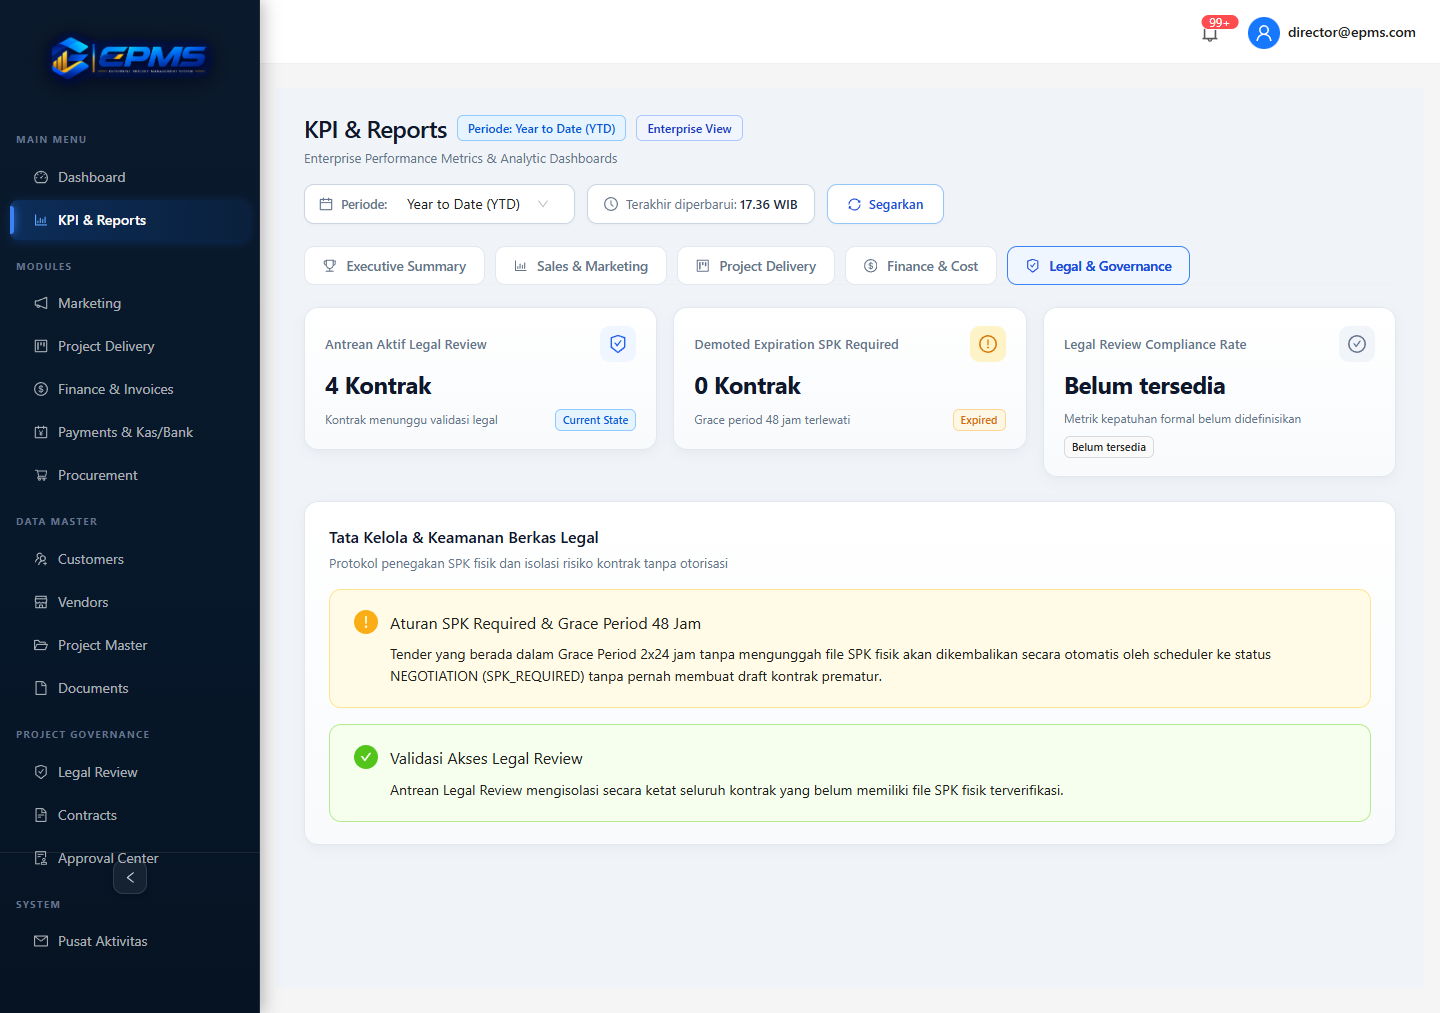 EPMS
99+
director@epms.com
MAIN MENU
Dashboard
KPI & Reports
MODULES
Marketing
Project Delivery
Finance & Invoices
Payments & Kas/Bank
Procurement
DATA MASTER
Customers
Vendors
Project Master
Documents
PROJECT GOVERNANCE
Legal Review
Contracts
Approval Center
SYSTEM
Pusat Aktivitas
KPI & Reports
Periode: Year to Date (YTD)
Enterprise View
Enterprise Performance Metrics & Analytic Dashboards
Periode: Year to Date (YTD)
Terakhir diperbarui: 17.36 WIB
Segarkan
Executive Summary
Sales & Marketing
Project Delivery
Finance & Cost
Legal & Governance
Antrean Aktif Legal Review
4 Kontrak
Kontrak menunggu validasi legal
Current State
Demoted Expiration SPK Required
0 Kontrak
Grace period 48 jam terlewati
Expired
Legal Review Compliance Rate
Belum tersedia
Metrik kepatuhan formal belum didefinisikan
Belum tersedia
Tata Kelola & Keamanan Berkas Legal
Protokol penegakan SPK fisik dan isolasi risiko kontrak tanpa otorisasi
Aturan SPK Required & Grace Period 48 Jam
Tender yang berada dalam Grace Period 2x24 jam tanpa mengunggah file SPK fisik akan dikembalikan secara otomatis oleh scheduler ke status
NEGOTIATION (SPK_REQUIRED) tanpa pernah membuat draft kontrak prematur.
Validasi Akses Legal Review
Antrean Legal Review mengisolasi secara ketat seluruh kontrak yang belum memiliki file SPK fisik terverifikasi.